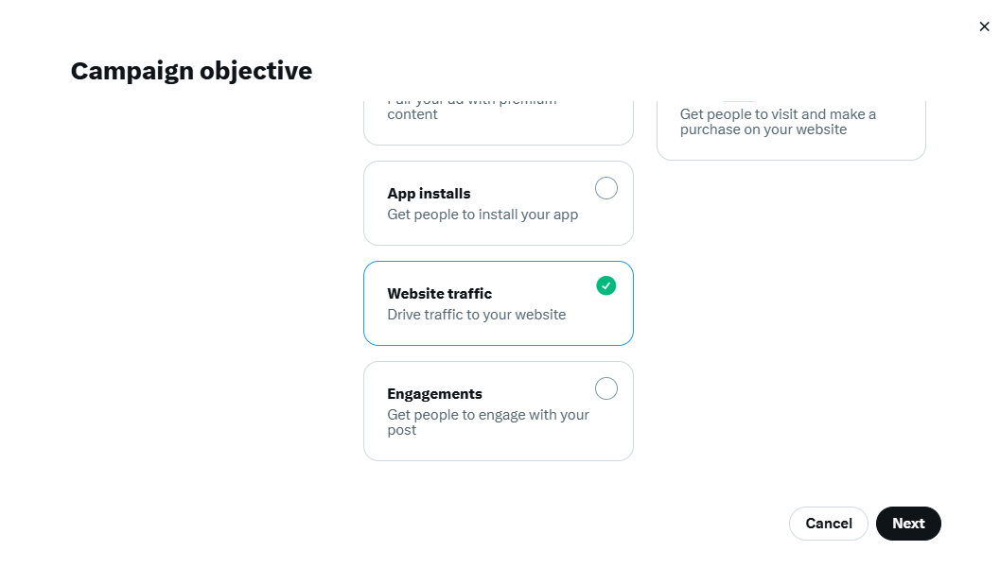 Campaign objective
Pair your ad with premium
content
Get people to visit and make a
purchase on your website
App installs
Get people to install your app
Website traffic
Drive traffic to your website
Engagements
Get people to engage with your
post
Cancel
Next